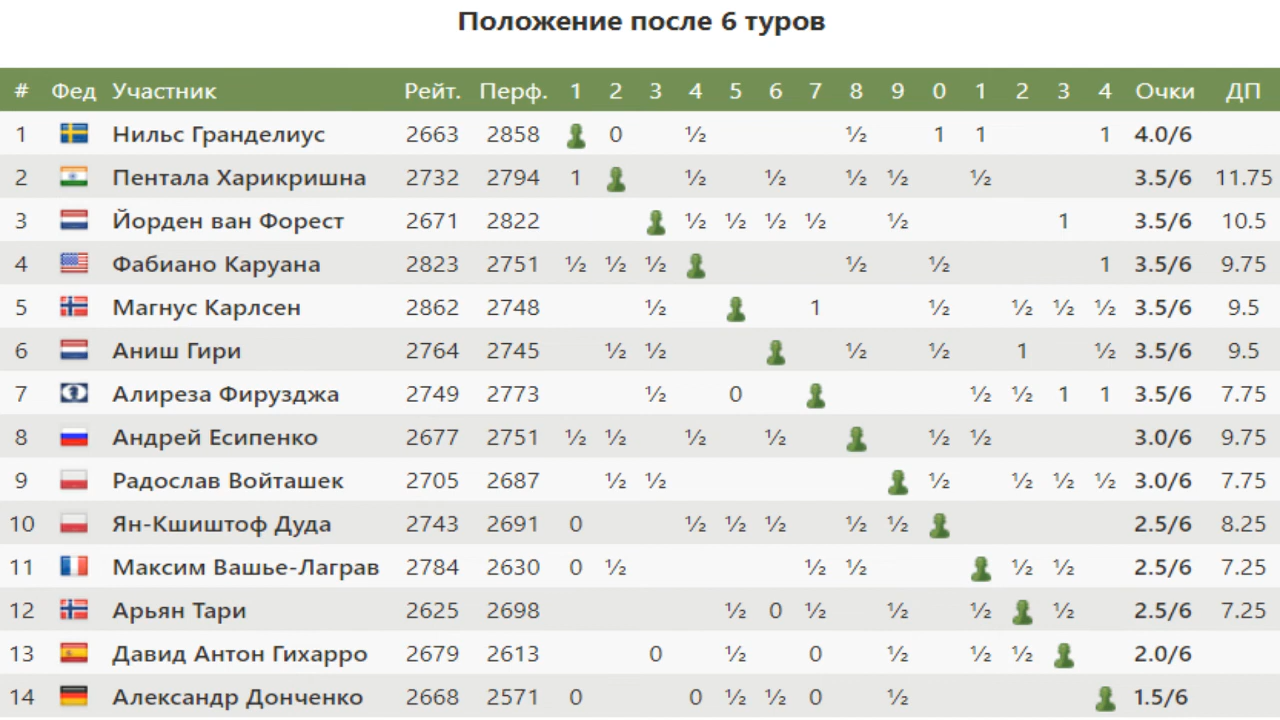 Положение после 6 туров
# Фед Участник Рейт. Перф. 1 2 3 4 5 6 7 8 9 0 1 2 3 4 Очки ДП
1 Нильс Гранделиус 2663 2858 0 ½ ½ 1 1 1 4.0/6
2 Пентала Харикришна 2732 2794 1 ½ ½ ½ ½ ½ 3.5/6 11.75
3 Йорден ван Форест 2671 2822 ½ ½ ½ ½ ½ 1 3.5/6 10.5
4 Фабиано Каруана 2823 2751 ½ ½ ½ ½ ½ 1 3.5/6 9.75
5 Магнус Карлсен 2862 2748 ½ 1 ½ ½ ½ ½ 3.5/6 9.5
6 Аниш Гири 2764 2745 ½ ½ ½ ½ 1 ½ 3.5/6 9.5
7 Алиреза Фирузджа 2749 2773 ½ 0 ½ ½ 1 1 3.5/6 7.75
8 Андрей Есипенко 2677 2751 ½ ½ ½ ½ ½ ½ 3.0/6 9.75
9 Радослав Войташек 2705 2687 ½ ½ ½ ½ ½ ½ 3.0/6 7.75
10 Ян-Кшиштоф Дуда 2743 2691 0 ½ ½ ½ ½ ½ 2.5/6 8.25
11 Максим Вашье-Лаграв 2784 2630 0 ½ ½ ½ ½ ½ 2.5/6 7.25
12 Арьян Тари 2625 2698 ½ 0 ½ ½ ½ ½ 2.5/6 7.25
13 Давид Антон Гихарро 2679 2613 0 ½ 0 ½ ½ ½ 2.0/6
14 Александр Донченко 2668 2571 0 0 ½ ½ 0 ½ 1.5/6